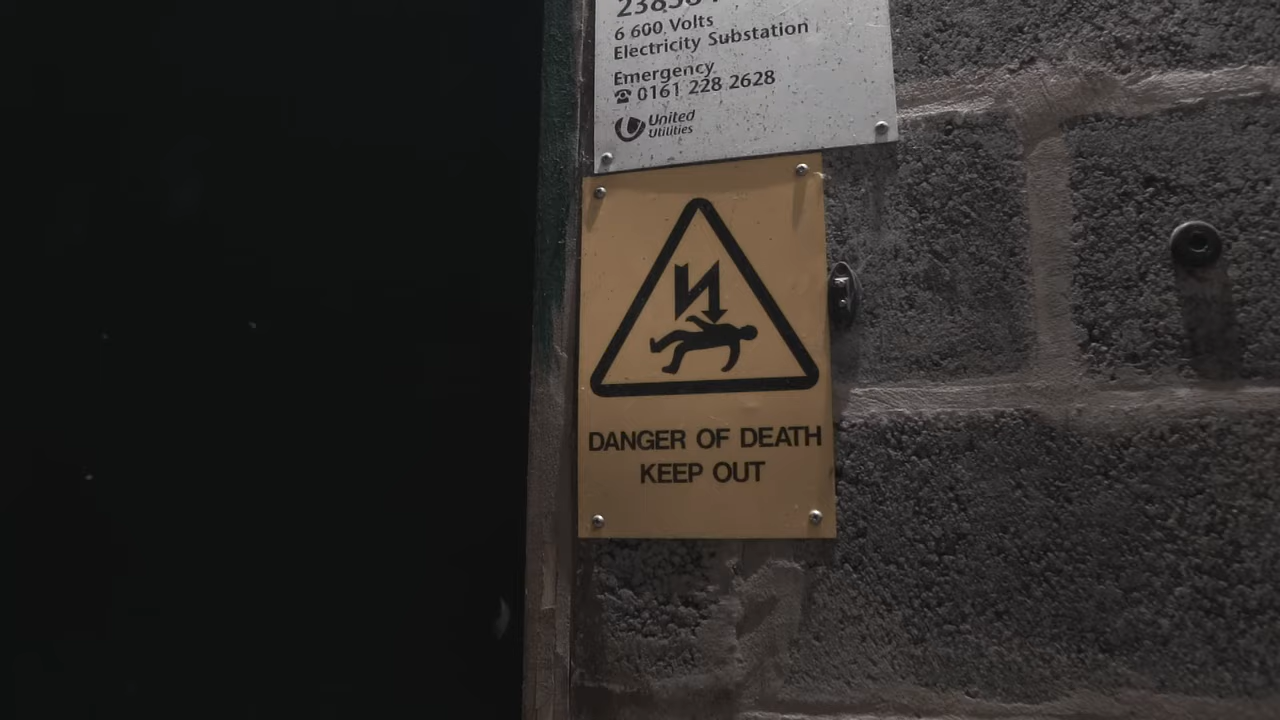 6 600 Volts
Electricity Substation
Emergency
☎ 0161 228 2628
United
Utilities
DANGER OF DEATH
KEEP OUT